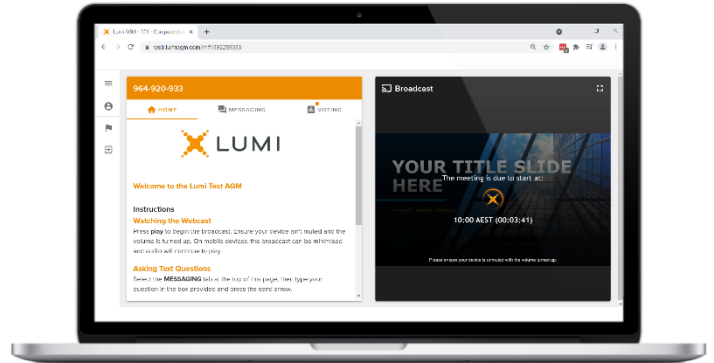 964-920-933
Broadcast
HOME
MESSAGING
VOTING
LUMI
YOUR TITLE SLIDE
HERE
The meeting is due to start at:
10:00 AEST (00:03:41)
Please ensure your device is unmuted with the volume turned up.
Welcome to the Lumi Test AGM
Instructions
Watching the Webcast
Press play to begin the broadcast. Ensure your device isn't muted and the
volume is turned up. On mobile devices, the broadcast can be minimised
and audio will continue to play.
Asking Text Questions
Select the MESSAGING tab at the top of this page, then type your
question in the box provided and press the send arrow.